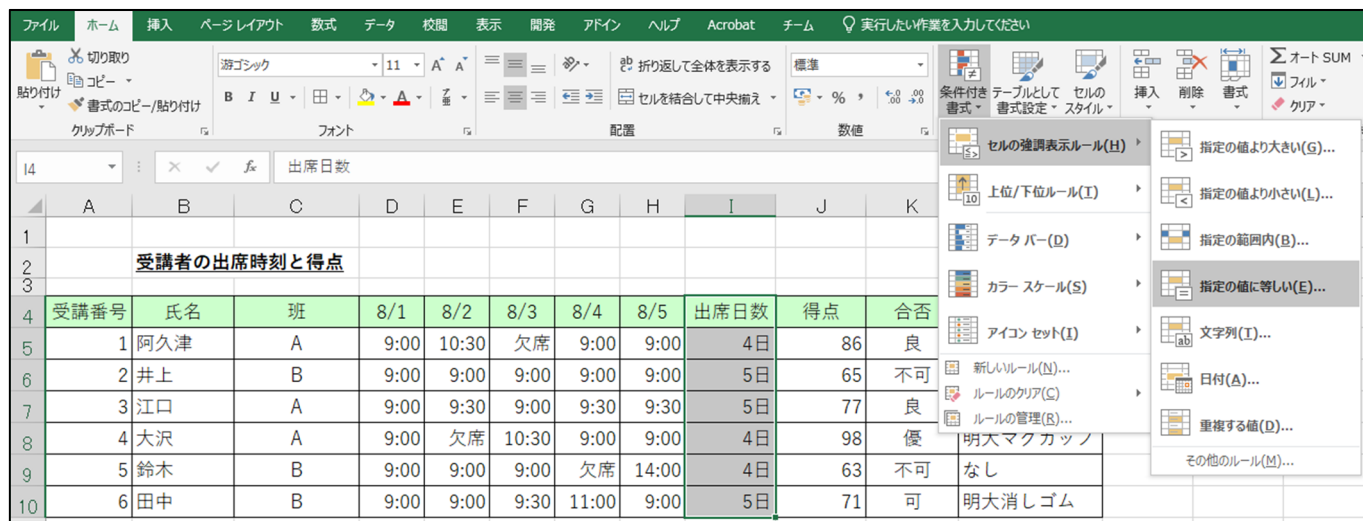 ファイル ホーム 挿入 ページ レイアウト 数式 データ 校閲 表示 開発 アドイン ヘルプ Acrobat チーム 実行したい作業を入力してください
貼り付け
切り取り
コピー
書式のコピー/貼り付け
クリップボード
游ゴシック 11 A A
B I U A 亜
フォント
ab 折り返して全体を表示する
セルを結合して中央揃え
配置
標準
% , .00 .0
数値
条件付き書式 テーブルとして書式設定 セルのスタイル
挿入 削除 書式
Σ オート SUM
フィル
クリア
I4 fx 出席日数
A B C D E F G H I J K
1
2 受講者の出席時刻と得点
3
4 受講番号 氏名 班 8/1 8/2 8/3 8/4 8/5 出席日数 得点 合否
5 1 阿久津 A 9:00 10:30 欠席 9:00 9:00 4日 86 良
6 2 井上 B 9:00 9:00 9:00 9:00 9:00 5日 65 不可
7 3 江口 A 9:00 9:30 9:00 9:30 9:30 5日 77 良
8 4 大沢 A 9:00 欠席 10:30 9:00 9:00 4日 98 優 明大マグカップ
9 5 鈴木 B 9:00 9:00 9:00 欠席 14:00 4日 63 不可 なし
10 6 田中 B 9:00 9:00 9:30 11:00 9:00 5日 71 可 明大消しゴム
セルの強調表示ルール(H)
上位/下位ルール(T)
データ バー(D)
カラー スケール(S)
アイコン セット(I)
新しいルール(N)...
ルールのクリア(C)
ルールの管理(R)...
指定の値より大きい(G)...
指定の値より小さい(L)...
指定の範囲内(B)...
指定の値に等しい(E)...
文字列(T)...
日付(A)...
重複する値(D)...
その他のルール(M)...